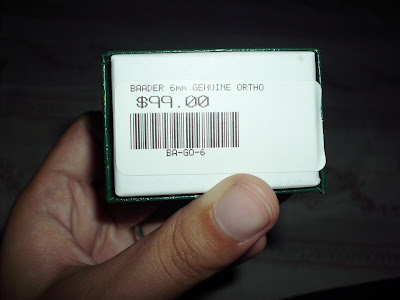 BAADER 6mm GENUINE ORTHO
$99.00
BA-GO-6